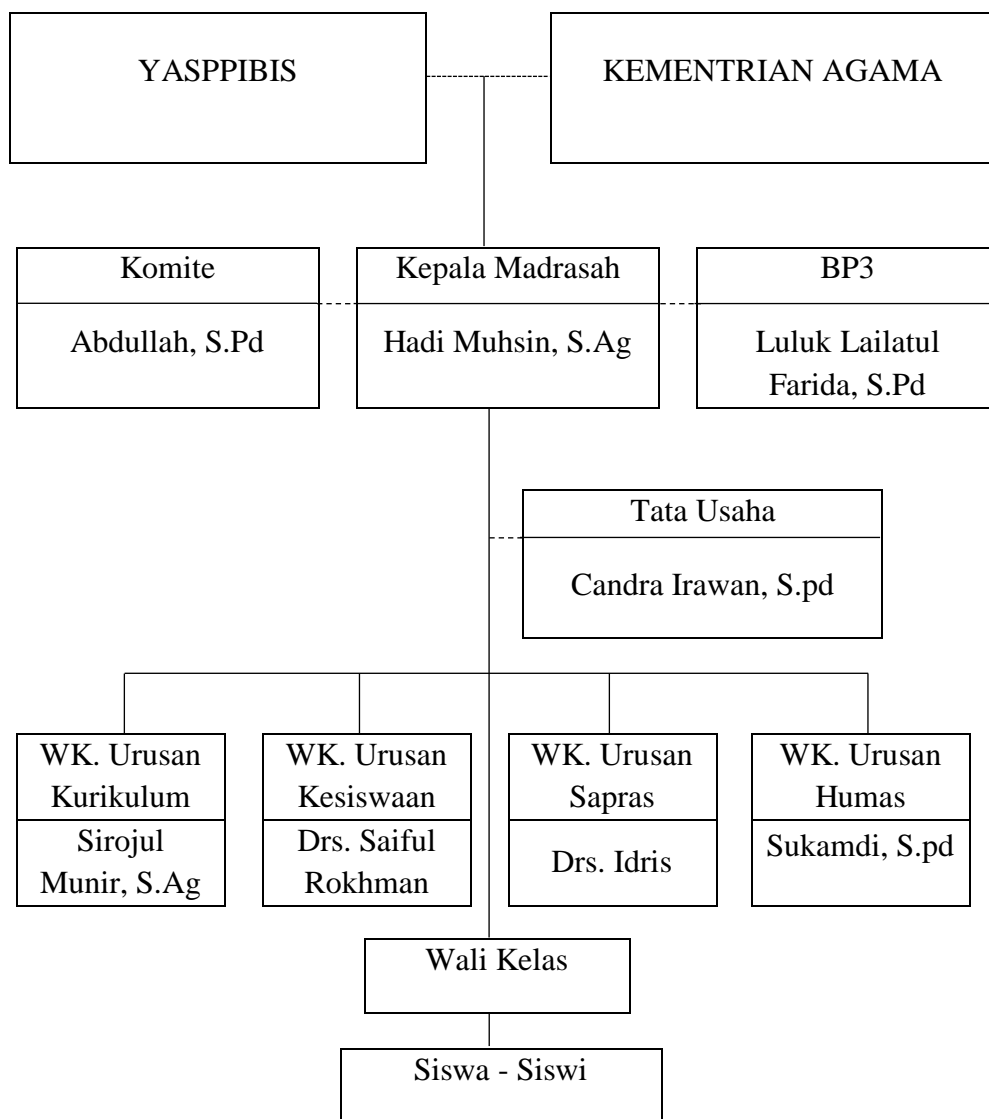 YASPPIBIS
KEMENTRIAN AGAMA
Komite
Abdullah, S.Pd
Kepala Madrasah
Hadi Muhsin, S.Ag
BP3
Luluk Lailatul
Farida, S.Pd
Tata Usaha
Candra Irawan, S.pd
WK. Urusan
Kurikulum
Sirojul
Munir, S.Ag
WK. Urusan
Kesiswaan
Drs. Saiful
Rokhman
WK. Urusan
Sapras
Drs. Idris
WK. Urusan
Humas
Sukamdi, S.pd
Wali Kelas
Siswa - Siswi